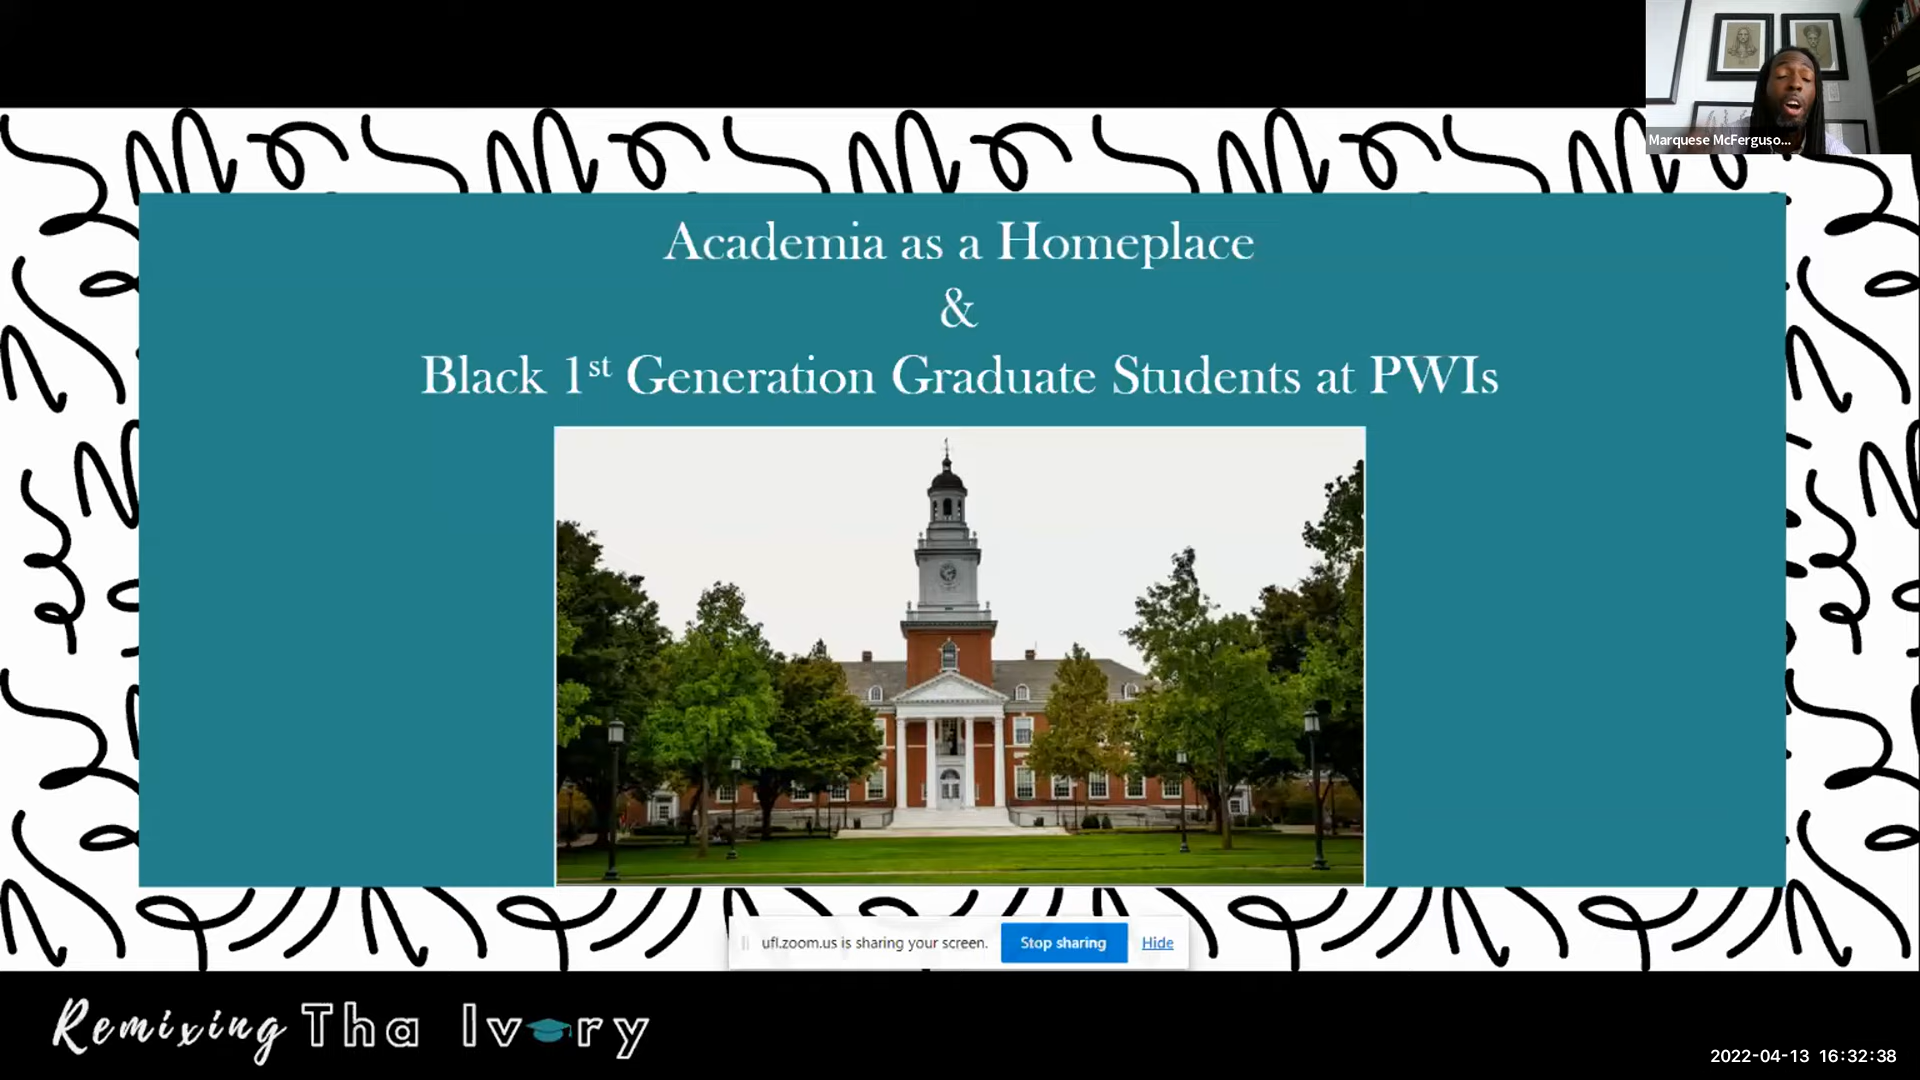 Marquese McFerguso...
Academia as a Homeplace
&
Black 1st Generation Graduate Students at PWIs
ufl.zoom.us is sharing your screen. Stop sharing Hide
Remixing Tha Ivory
2022-04-13 16:32:38